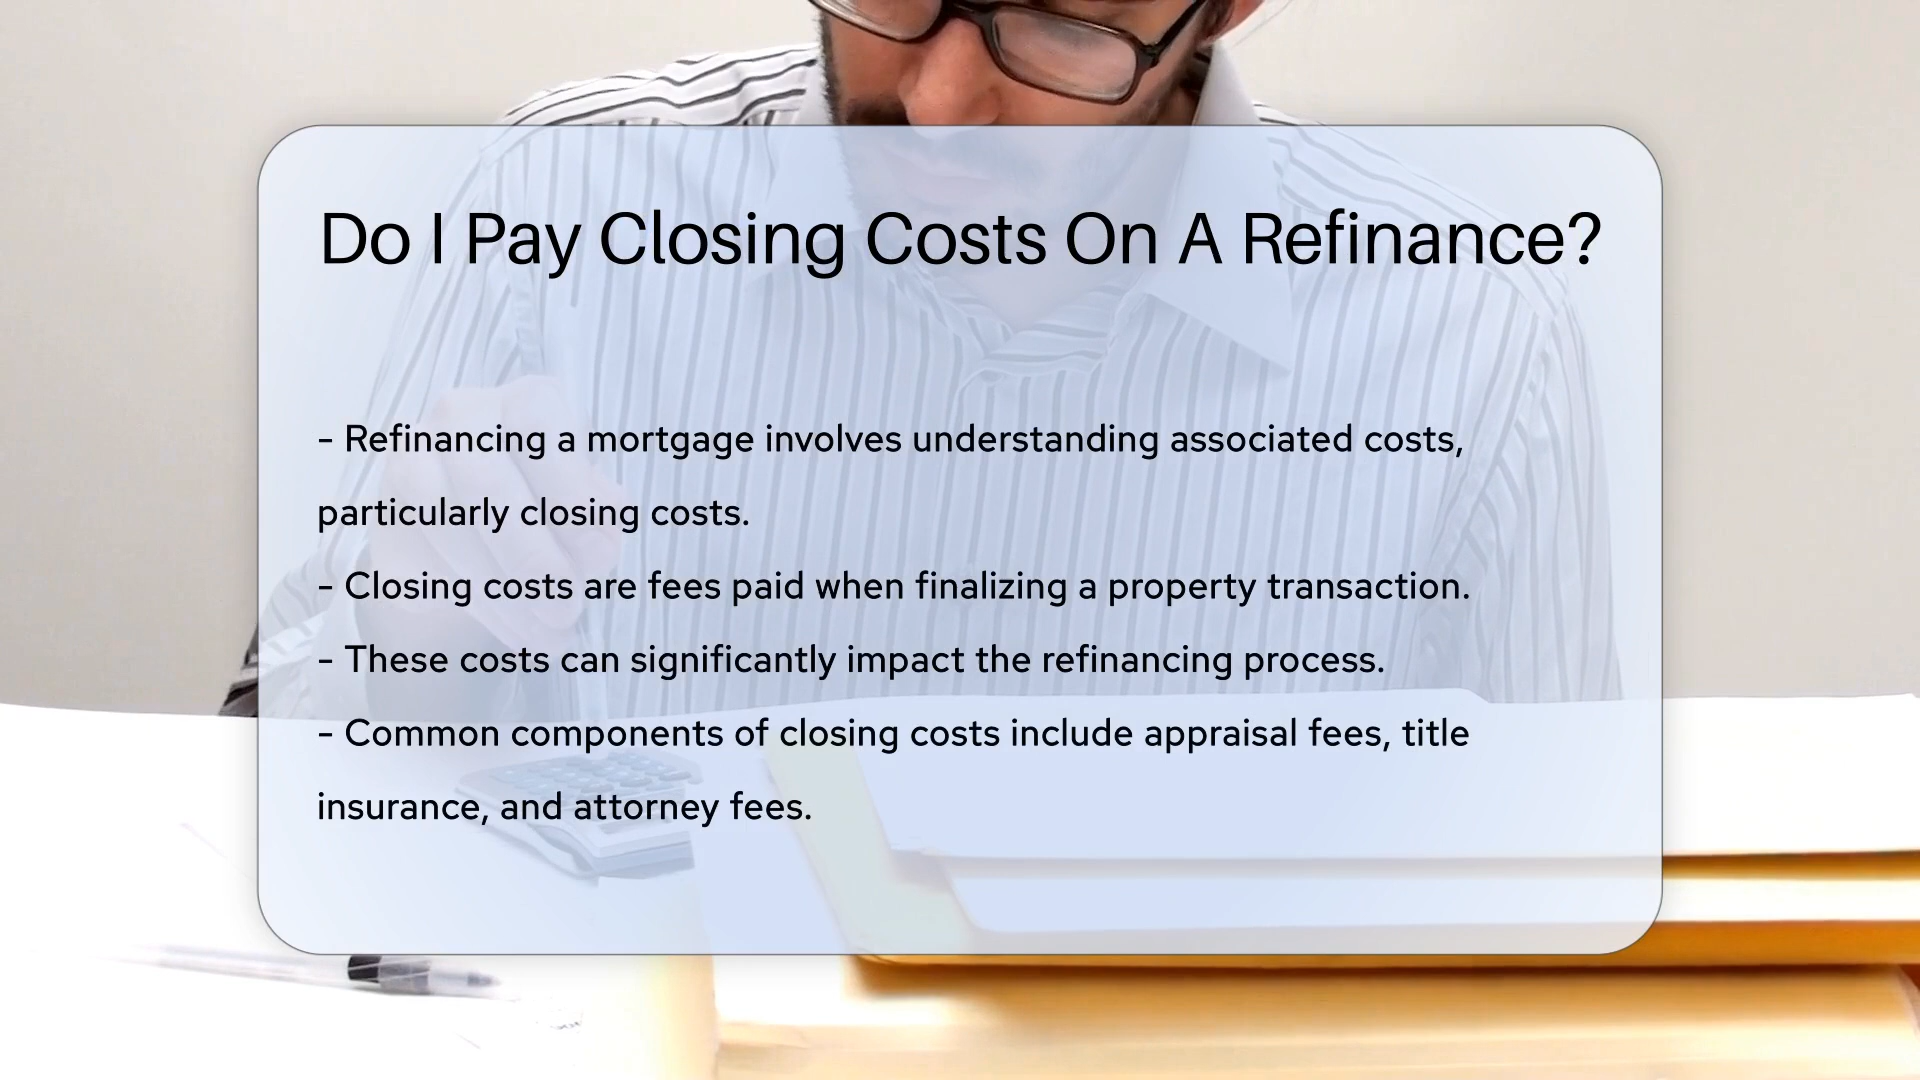 Do I Pay Closing Costs On A Refinance?
- Refinancing a mortgage involves understanding associated costs,
particularly closing costs.
- Closing costs are fees paid when finalizing a property transaction.
- These costs can significantly impact the refinancing process.
- Common components of closing costs include appraisal fees, title
insurance, and attorney fees.